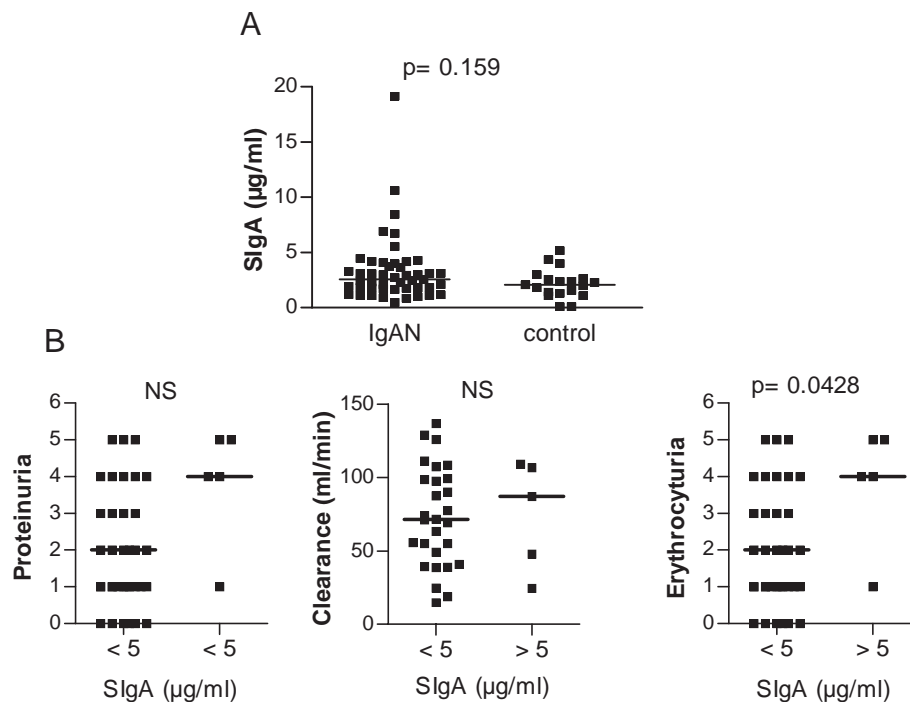 A
p= 0.159
20
15
10
5
0
SIgA (µg/ml)
IgAN
control
B
NS
6
5
4
3
2
1
0
Proteinuria
< 5
< 5
SIgA (µg/ml)
NS
150
100
50
0
Clearance (ml/min)
< 5
> 5
SIgA (µg/ml)
p= 0.0428
6
5
4
3
2
1
0
Erythrocyturia
< 5
> 5
SIgA (µg/ml)